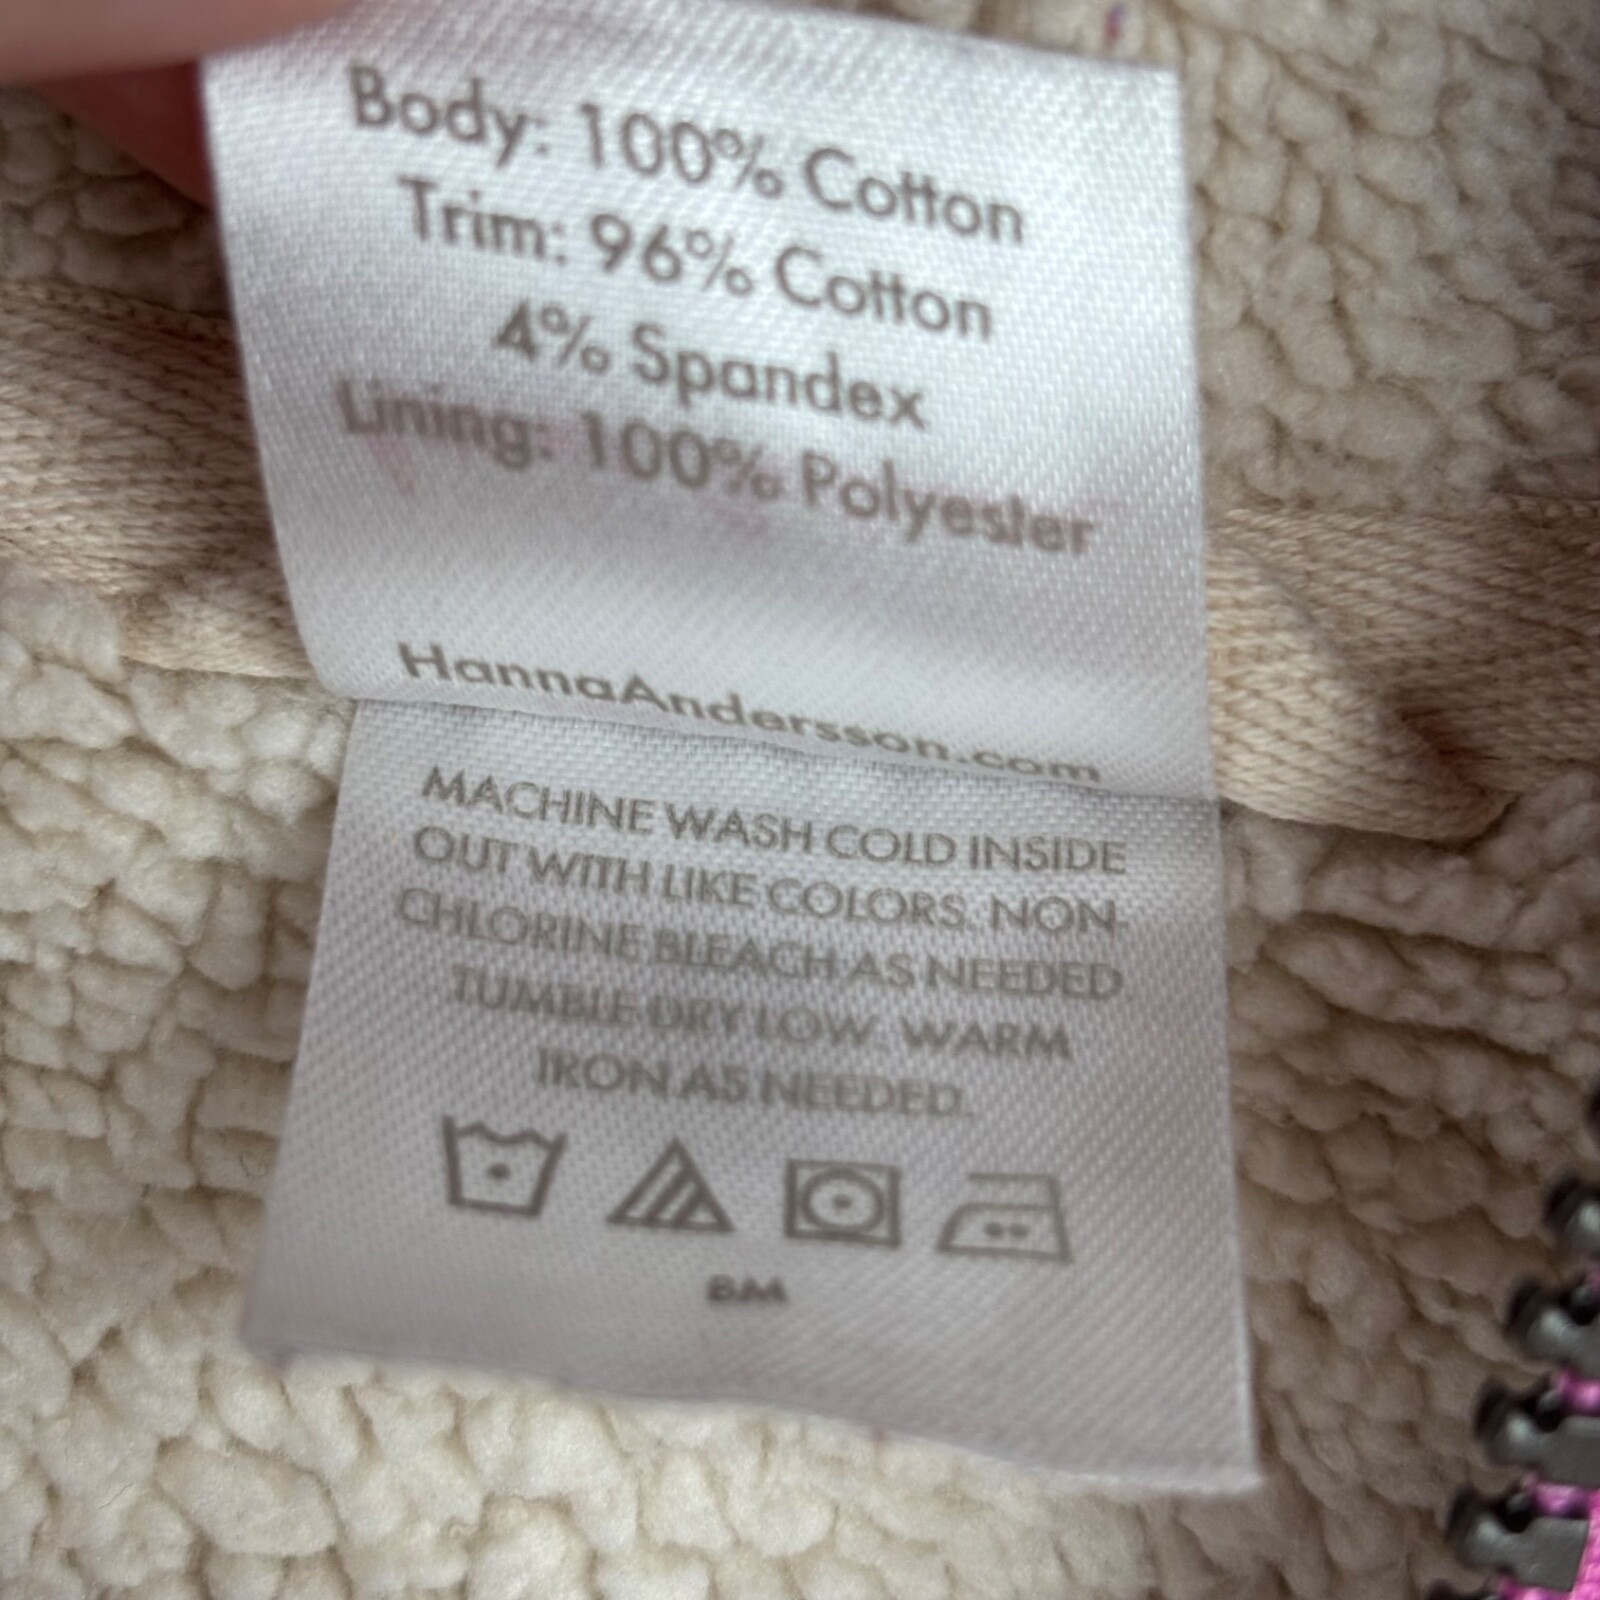 Body: 100% Cotton
Trim: 96% Cotton
4% Spandex
Lining: 100% Polyester
HannaAndersson.com
MACHINE WASH COLD INSIDE
OUT WITH LIKE COLORS. NON-
CHLORINE BLEACH AS NEEDED
TUMBLE DRY LOW. WARM
IRON AS NEEDED.
BM